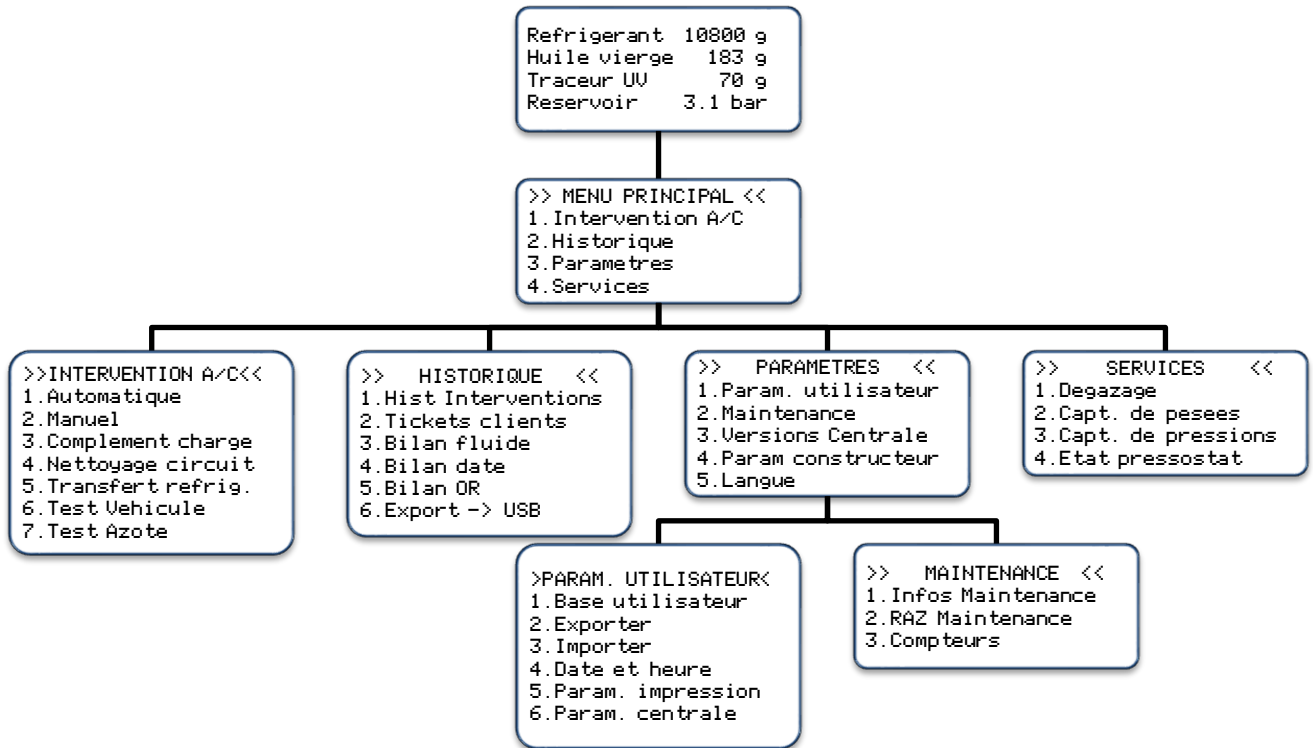 Refrigerant 10800 g
Huile vierge 183 g
Traceur UV 70 g
Reservoir 3.1 bar
>> MENU PRINCIPAL <<
1.Intervention A/C
2.Historique
3.Parametres
4.Services
>>INTERVENTION A/C<<
1.Automatique
2.Manuel
3.Complement charge
4.Nettoyage circuit
5.Transfert refrig.
6.Test Vehicule
7.Test Azote
>> HISTORIQUE <<
1.Hist Interventions
2.Tickets clients
3.Bilan fluide
4.Bilan date
5.Bilan OR
6.Export -> USB
>> PARAMETRES <<
1.Param. utilisateur
2.Maintenance
3.Versions Centrale
4.Param constructeur
5.Langue
>> SERVICES <<
1.Degazage
2.Capt. de pesees
3.Capt. de pressions
4.Etat pressostat
>PARAM. UTILISATEUR<
1.Base utilisateur
2.Exporter
3.Importer
4.Date et heure
5.Param. impression
6.Param. centrale
>> MAINTENANCE <<
1.Infos Maintenance
2.RAZ Maintenance
3.Compteurs